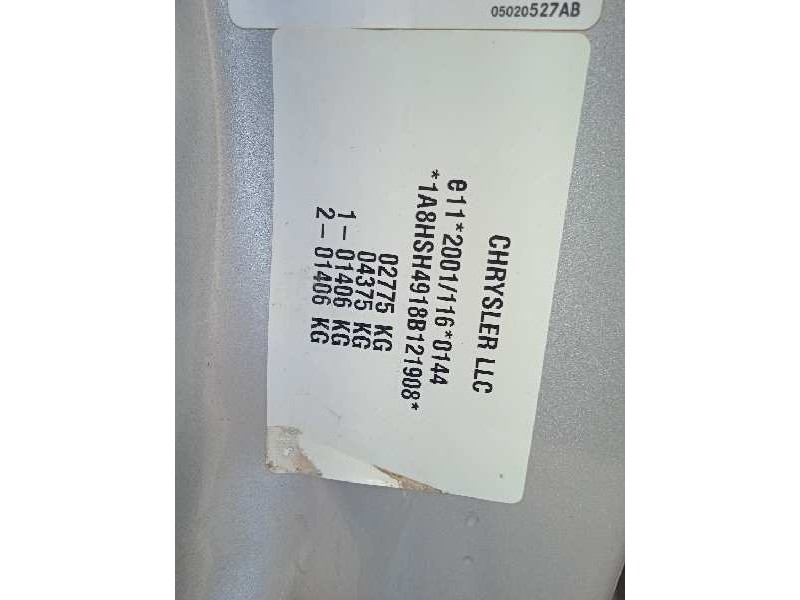 05020527AB
CHRYSLER LLC
e11*2001/116*0144
*1A8HSH4918B121908*
02775 KG
04375 KG
1-01406 KG
2-01406 KG